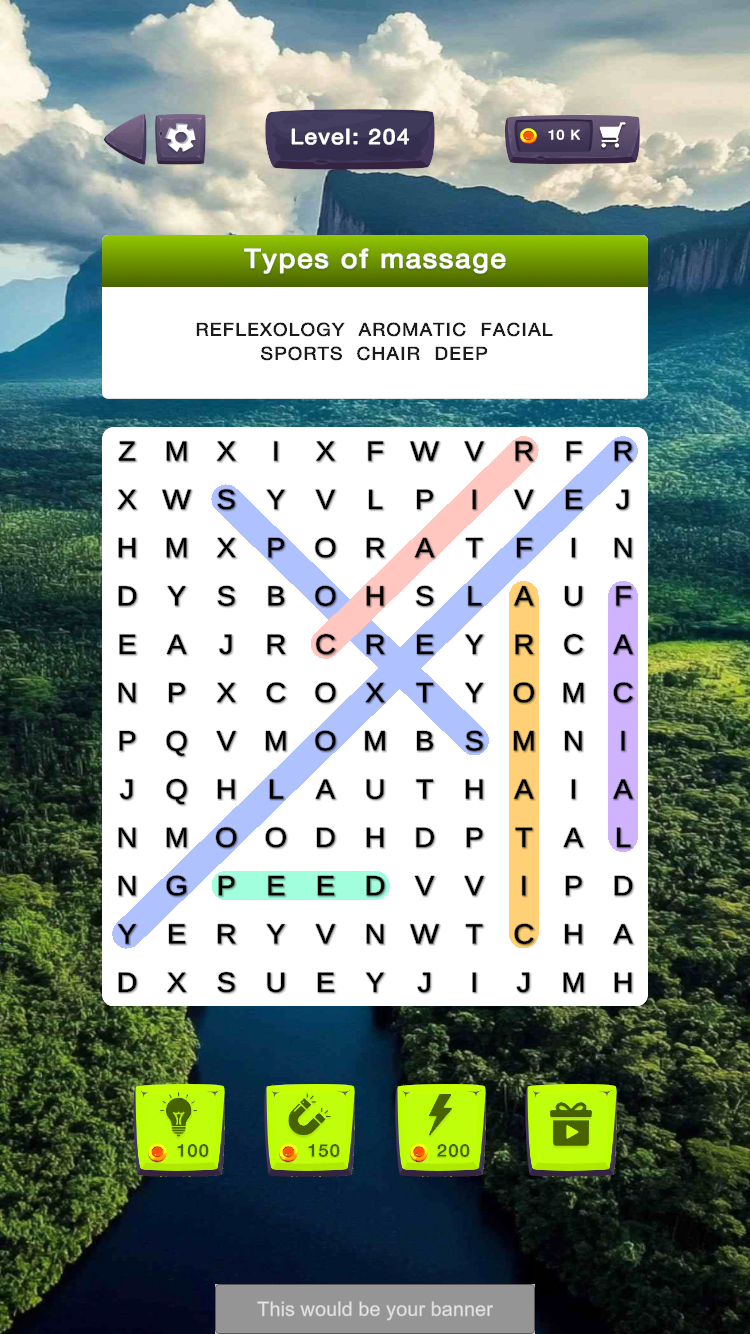 Level: 204
10 K
Types of massage
REFLEXOLOGY AROMATIC FACIAL
SPORTS CHAIR DEEP
Z M X I X F W V R F R
X W S Y V L P I V E J
H M X P O R A T F I N
D Y S B O H S L A U F
E A J R C R E Y R C A
N P X C O X T Y O M C
P Q V M O M B S M N I
J Q H L A U T H A I A
N M O O D H D P T A L
N G P E E D V V I P D
Y E R Y V N W T C H A
D X S U E Y J I J M H
100 150 200
This would be your banner